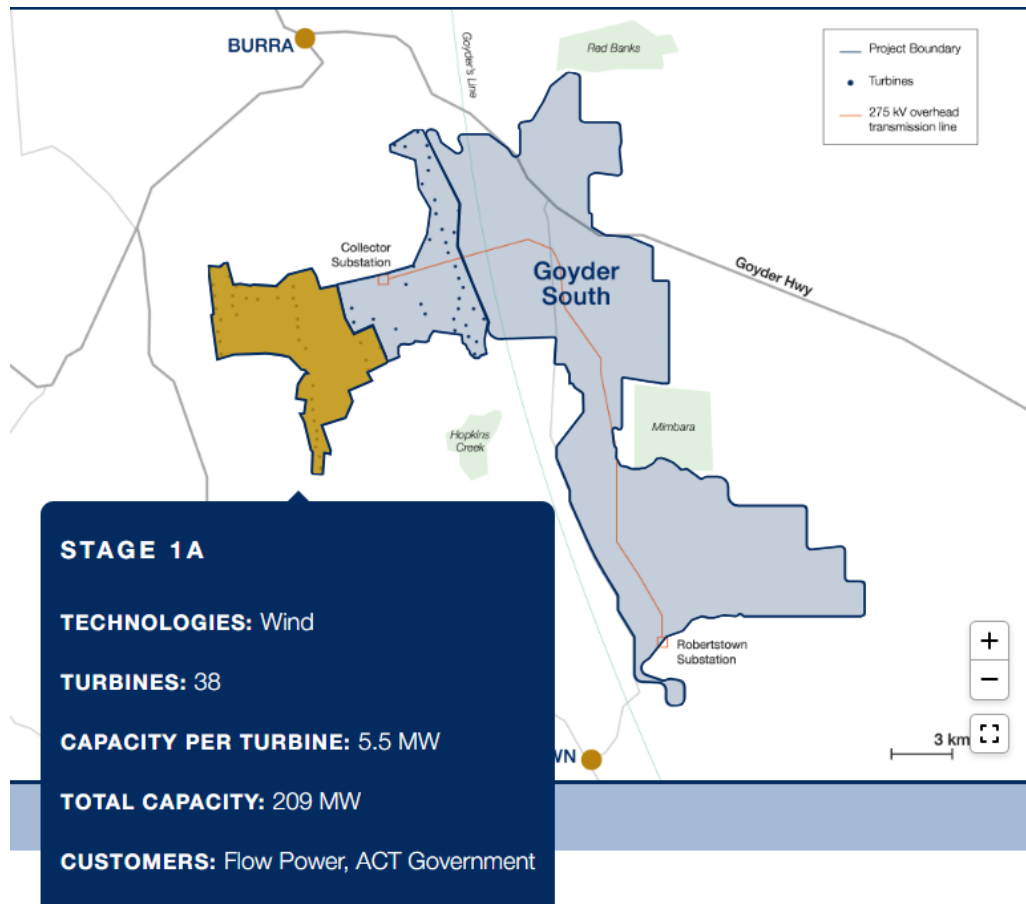 BURRA
Goyder's Line
Red Banks
Project Boundary
Turbines
275 kV overhead
transmission line
Collector
Substation
Goyder
South
Goyder Hwy
Hopkins
Creek
Mimbara
STAGE 1A
TECHNOLOGIES: Wind
TURBINES: 38
CAPACITY PER TURBINE: 5.5 MW
TOTAL CAPACITY: 209 MW
CUSTOMERS: Flow Power, ACT Government
Robertstown
Substation
WN
+
−
3 km